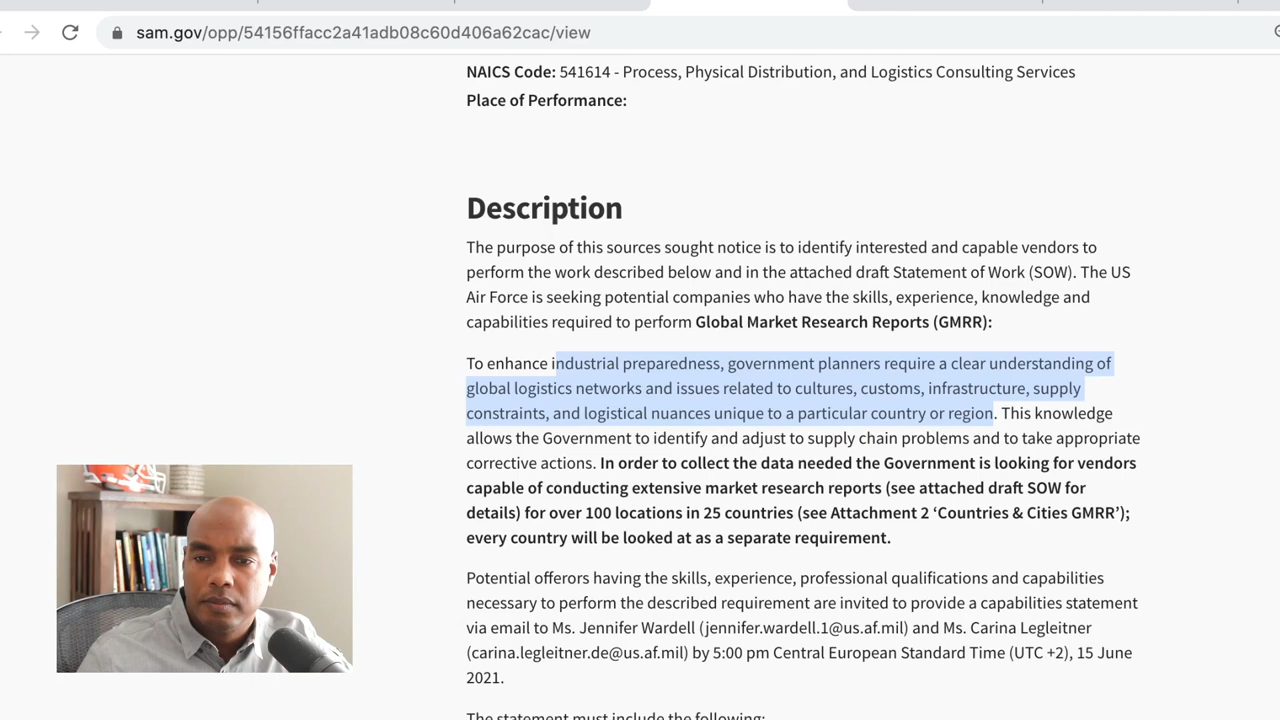 sam.gov/opp/54156ffacc2a41adb08c60d406a62cac/view
NAICS Code: 541614 - Process, Physical Distribution, and Logistics Consulting Services
Place of Performance:
Description
The purpose of this sources sought notice is to identify interested and capable vendors to
perform the work described below and in the attached draft Statement of Work (SOW). The US
Air Force is seeking potential companies who have the skills, experience, knowledge and
capabilities required to perform Global Market Research Reports (GMRR):
To enhance industrial preparedness, government planners require a clear understanding of
global logistics networks and issues related to cultures, customs, infrastructure, supply
constraints, and logistical nuances unique to a particular country or region. This knowledge
allows the Government to identify and adjust to supply chain problems and to take appropriate
corrective actions. In order to collect the data needed the Government is looking for vendors
capable of conducting extensive market research reports (see attached draft SOW for
details) for over 100 locations in 25 countries (see Attachment 2 ‘Countries & Cities GMRR’);
every country will be looked at as a separate requirement.
Potential offerors having the skills, experience, professional qualifications and capabilities
necessary to perform the described requirement are invited to provide a capabilities statement
via email to Ms. Jennifer Wardell (jennifer.wardell.1@us.af.mil) and Ms. Carina Legleitner
(carina.legleitner.de@us.af.mil) by 5:00 pm Central European Standard Time (UTC +2), 15 June
2021.
The statement must include the following: